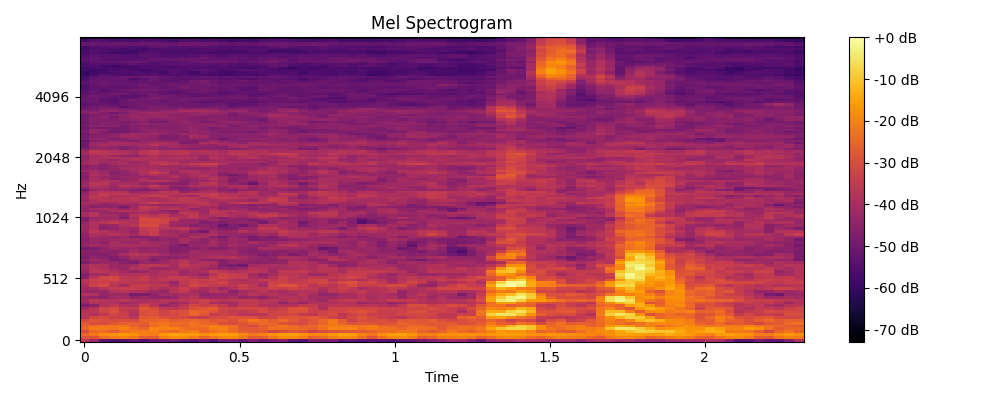 Mel Spectrogram
Hz
4096
2048
1024
512
0
0
0.5
1
1.5
2
Time
+0 dB
-10 dB
-20 dB
-30 dB
-40 dB
-50 dB
-60 dB
-70 dB